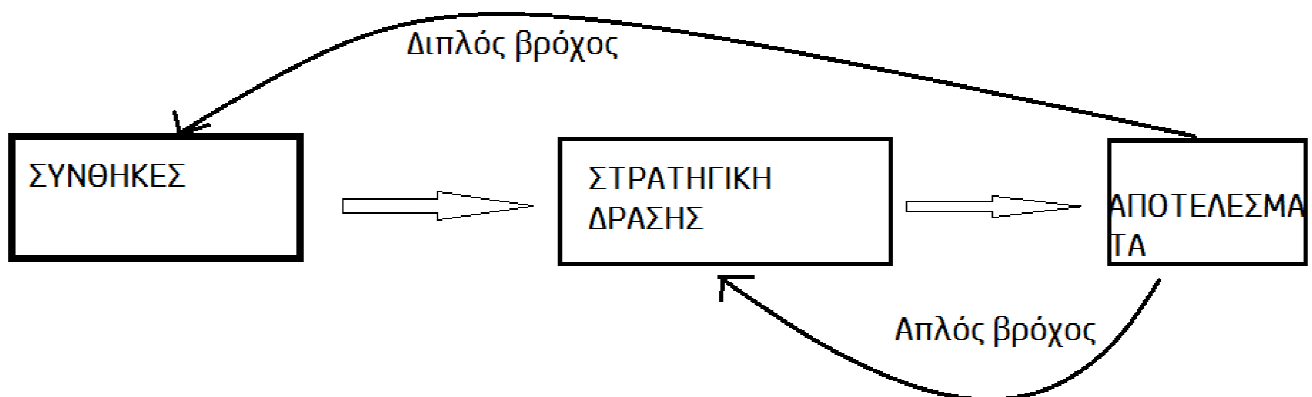 Διπλός βρόχος
ΣΥΝΘΗΚΕΣ
ΣΤΡΑΤΗΓΙΚΗ
ΔΡΑΣΗΣ
ΑΠΟΤΕΛΕΣΜΑ
ΤΑ
Απλός βρόχος